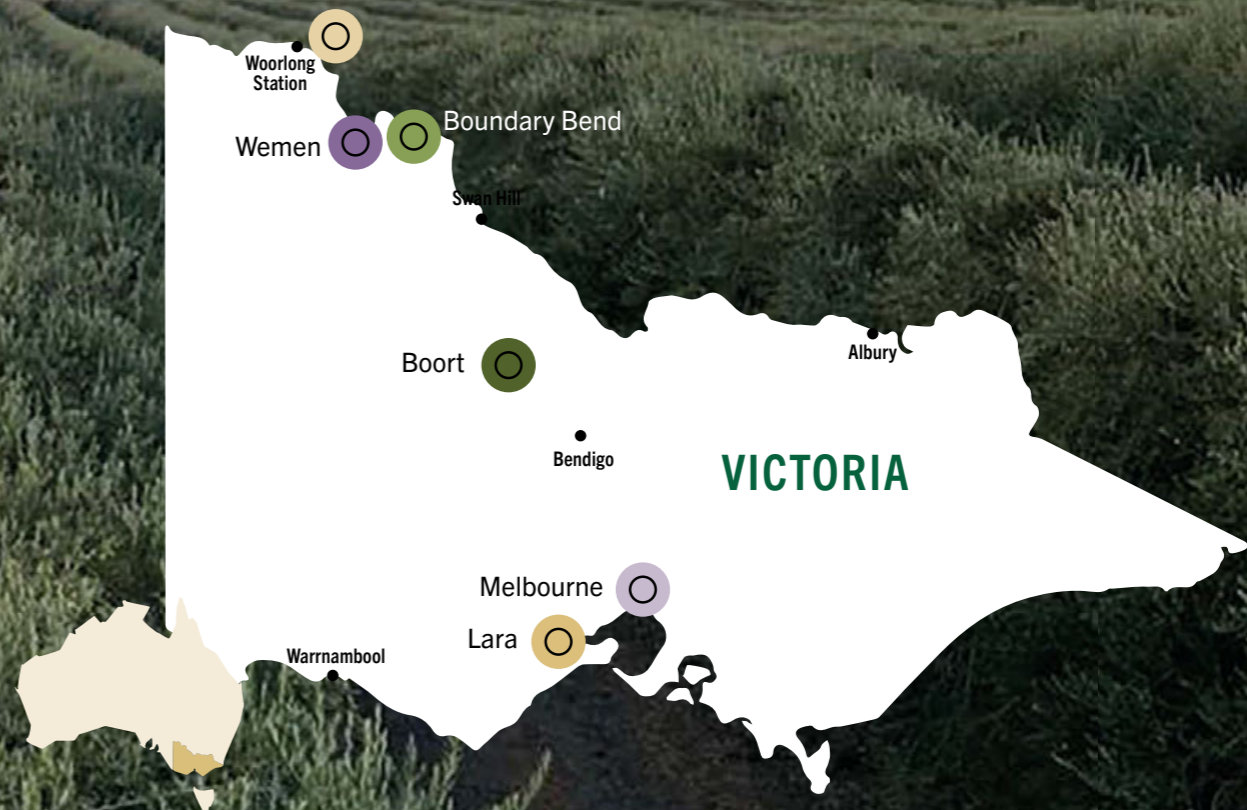 Woorlong
Station
Boundary Bend
Wemen
Swan Hill
Albury
Boort
Bendigo
VICTORIA
Melbourne
Lara
Warrnambool